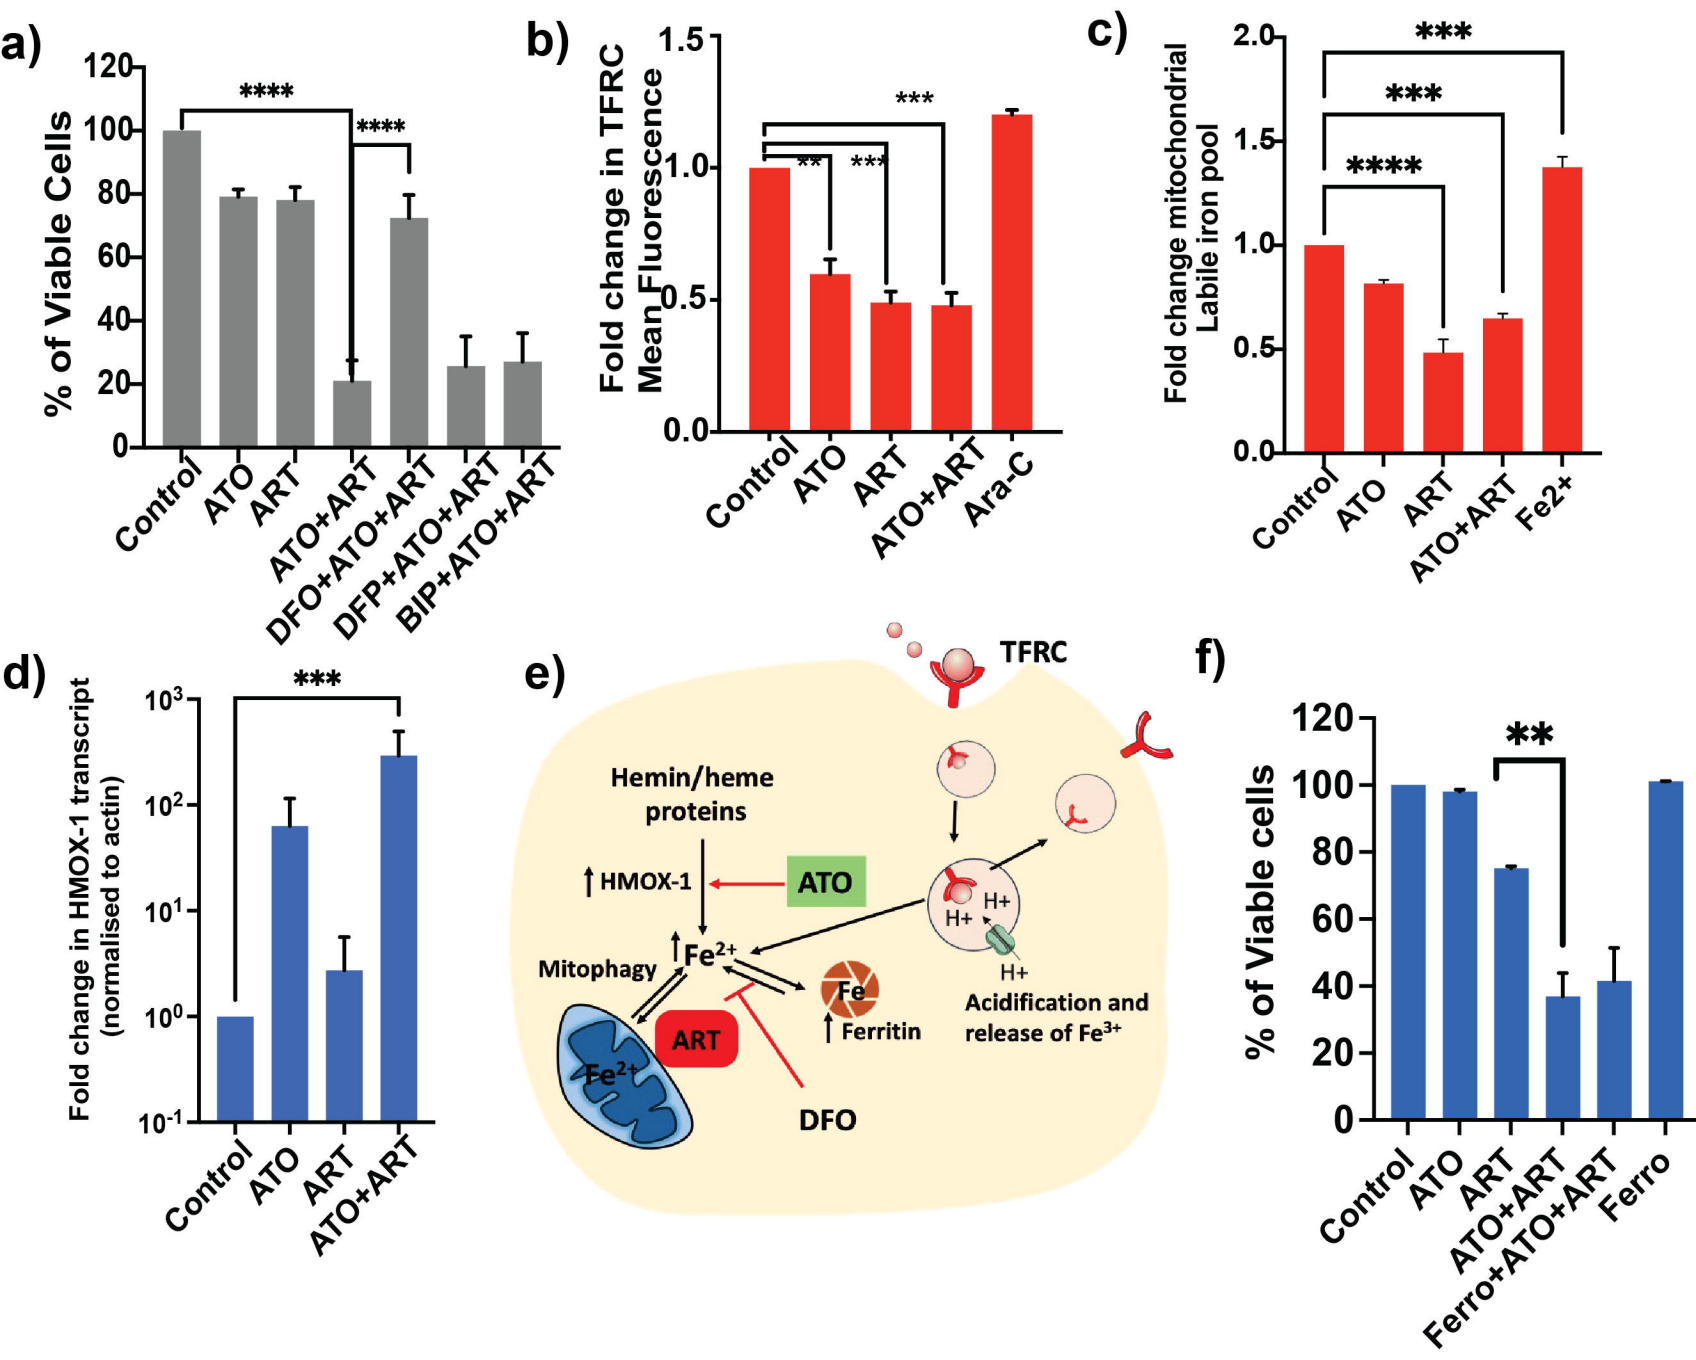 a)
% of Viable Cells
120
100
80
60
40
20
0
****
****
Control
ATO
ART
ATO+ART
DFO+ATO+ART
DFP+ATO+ART
BIP+ATO+ART
b)
Fold change in TFRC
Mean Fluorescence
1.5
1.0
0.5
0.0
***
**
***
Control
ATO
ART
ATO+ART
Ara-C
c)
Fold change mitochondrial
Labile iron pool
2.0
1.5
1.0
0.5
0.0
***
***
****
Control
ATO
ART
ATO+ART
Fe2+
d)
Fold change in HMOX-1 transcript
(normalised to actin)
10³
10²
10¹
10⁰
10⁻¹
***
Control
ATO
ART
ATO+ART
e)
TFRC
Hemin/heme
proteins
↑ HMOX-1
ATO
↑ Fe²⁺
Mitophagy
H+
H+
H+
Acidification and
release of Fe³⁺
Fe
↑ Ferritin
ART
Fe²⁺
DFO
f)
% of Viable cells
120
100
80
60
40
20
0
**
Control
ATO
ART
ATO+ART
Ferro+ATO+ART
Ferro